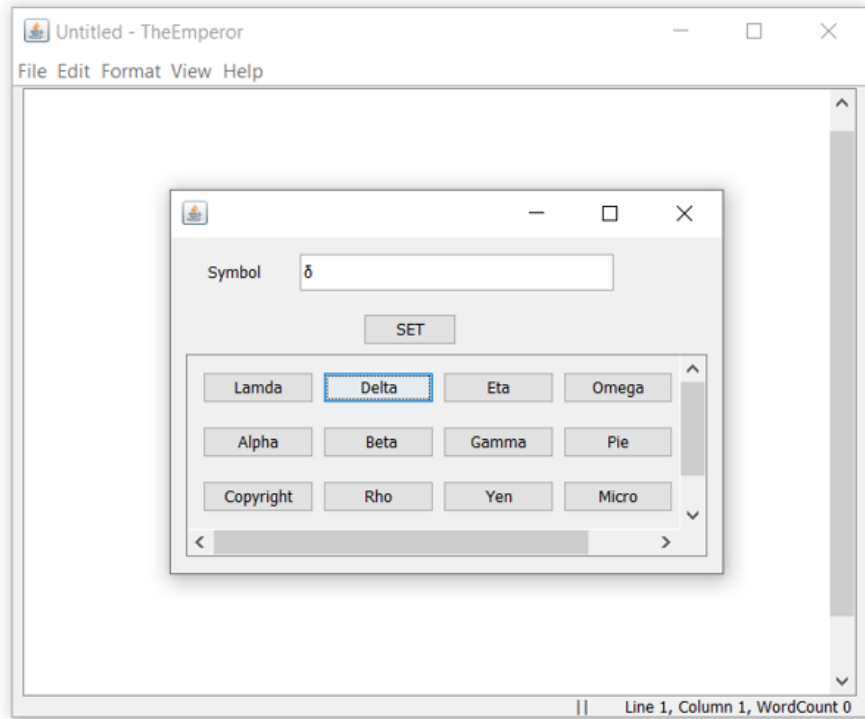 Untitled - TheEmperor
File Edit Format View Help
Symbol δ
SET
Lamda Delta Eta Omega
Alpha Beta Gamma Pie
Copyright Rho Yen Micro
|| Line 1, Column 1, WordCount 0